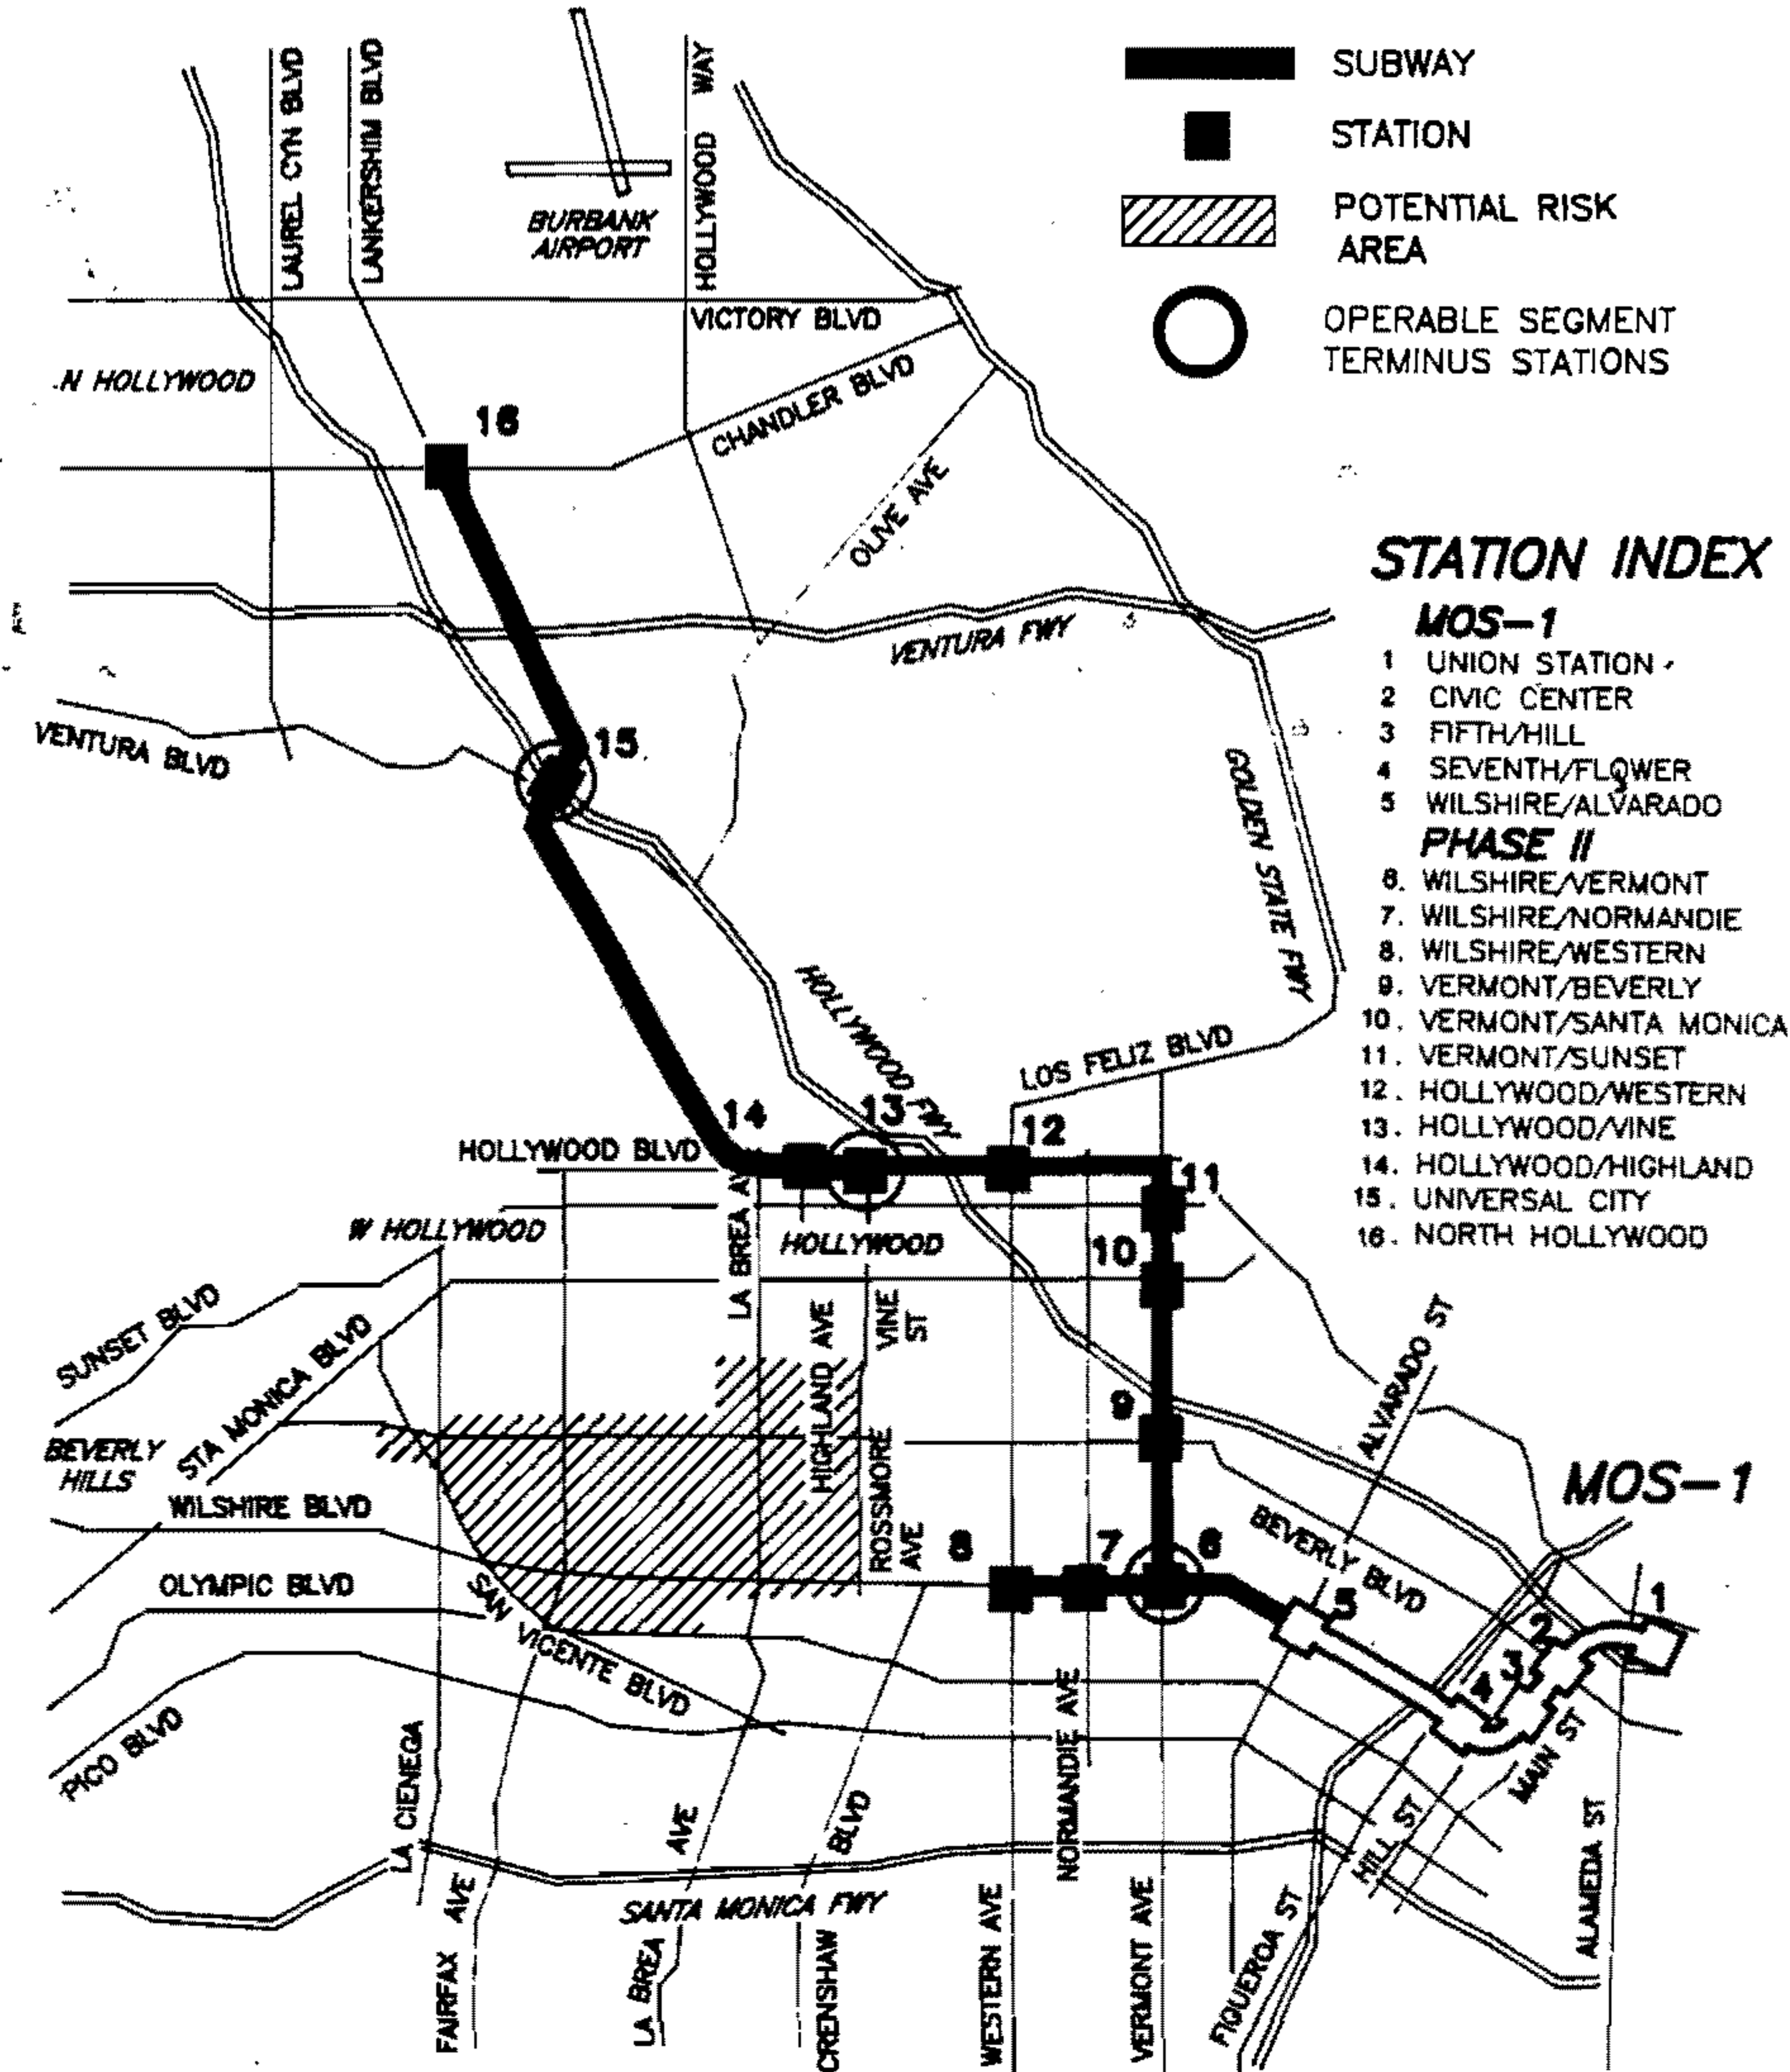 SUBWAY
STATION
POTENTIAL RISK
AREA
OPERABLE SEGMENT
TERMINUS STATIONS
LAUREL CYN BLVD
LANKERSHIM BLVD
BURBANK
AIRPORT
HOLLYWOOD WAY
VICTORY BLVD
N HOLLYWOOD
CHANDLER BLVD
16
OLIVE AVE
VENTURA FWY
VENTURA BLVD
15
GOLDEN STATE FWY
HOLLYWOOD FWY
LOS FELIZ BLVD
STATION INDEX
MOS-1
1 UNION STATION
2 CIVIC CENTER
3 FIFTH/HILL
4 SEVENTH/FLOWER
5 WILSHIRE/ALVARADO
PHASE II
6. WILSHIRE/VERMONT
7. WILSHIRE/NORMANDIE
8. WILSHIRE/WESTERN
9. VERMONT/BEVERLY
10. VERMONT/SANTA MONICA
11. VERMONT/SUNSET
12. HOLLYWOOD/WESTERN
13. HOLLYWOOD/VINE
14. HOLLYWOOD/HIGHLAND
15. UNIVERSAL CITY
16. NORTH HOLLYWOOD
14
13
12
HOLLYWOOD BLVD
11
W HOLLYWOOD
LA BREA AV
HOLLYWOOD
10
SUNSET BLVD
STA MONICA BLVD
HIGHLAND AVE
VINE
ST
ALVARADO ST
9
BEVERLY
HILLS
WILSHIRE BLVD
ROSSMORE
AVE
MOS-1
8
7
6
BEVERLY BLVD
OLYMPIC BLVD
SAN VICENTE BLVD
5
4
3
2
1
PICO BLVD
LA CIENEGA
NORMANDIE AVE
MAIN ST
HILL ST
ALAMEDA ST
FAIRFAX AVE
LA BREA AVE
SANTA MONICA FWY
CRENSHAW BLVD
WESTERN AVE
VERMONT AVE
FIQUEROA ST